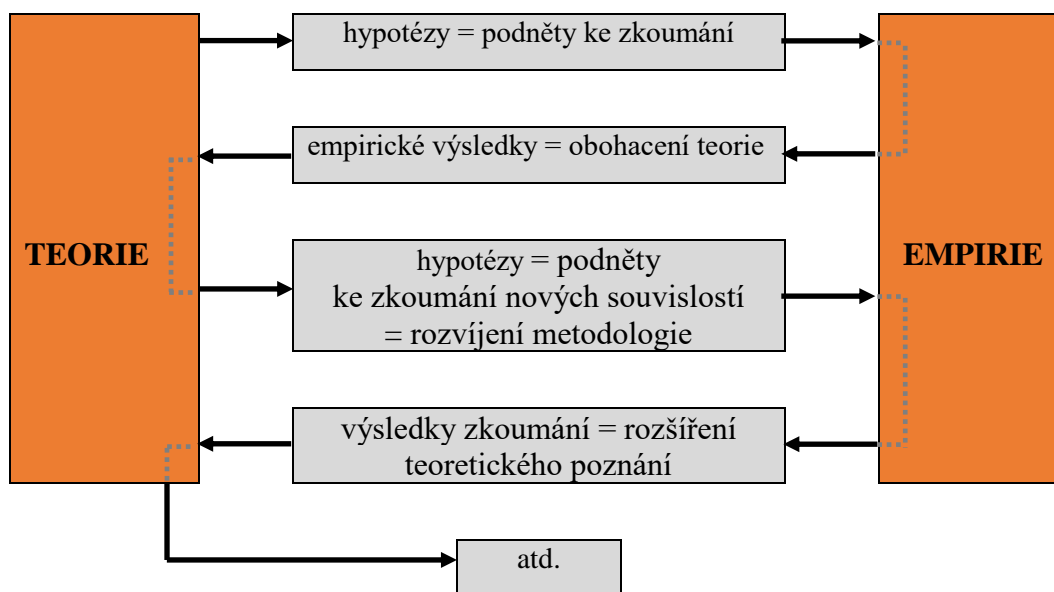 hypotézy = podněty ke zkoumání
empirické výsledky = obohacení teorie
TEORIE
EMPIRIE
hypotézy = podněty
ke zkoumání nových souvislostí
= rozvíjení metodologie
výsledky zkoumání = rozšíření
teoretického poznání
atd.